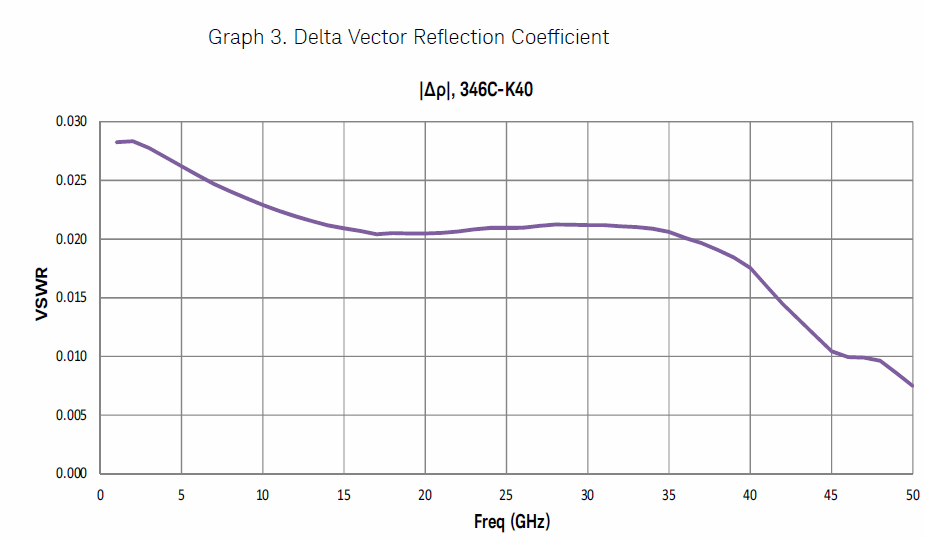 Graph 3. Delta Vector Reflection Coefficient
|Δρ|, 346C-K40
0.030
0.025
0.020
0.015
0.010
0.005
0.000
VSWR
0 5 10 15 20 25 30 35 40 45 50
Freq (GHz)